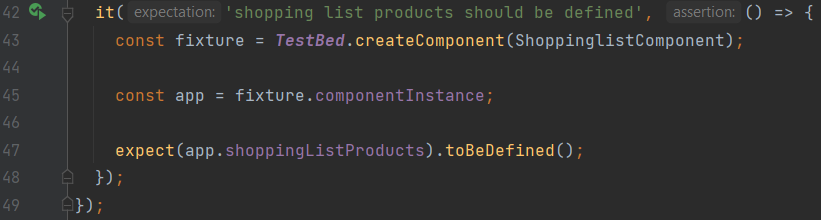 42 it( expectation: 'shopping list products should be defined', assertion: () => {
43 const fixture = TestBed.createComponent(ShoppinglistComponent);
44
45 const app = fixture.componentInstance;
46
47 expect(app.shoppingListProducts).toBeDefined();
48 });
49 });